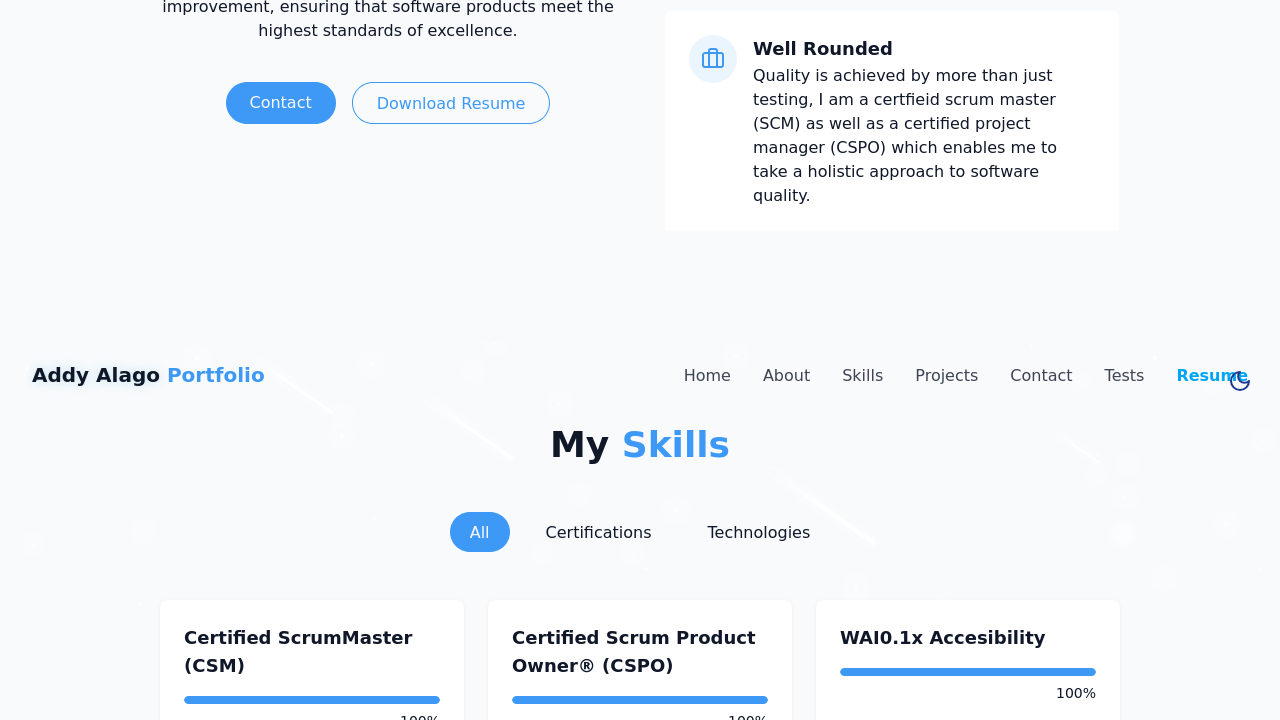 improvement, ensuring that software products meet the
highest standards of excellence.
Contact
Download Resume
Well Rounded
Quality is achieved by more than just
testing, I am a certfieid scrum master
(SCM) as well as a certified project
manager (CSPO) which enables me to
take a holistic approach to software
quality.
Addy Alago Portfolio
Home
About
Skills
Projects
Contact
Tests
Resume
My Skills
All
Certifications
Technologies
Certified ScrumMaster
(CSM)
100%
Certified Scrum Product
Owner® (CSPO)
100%
WAI0.1x Accesibility
100%